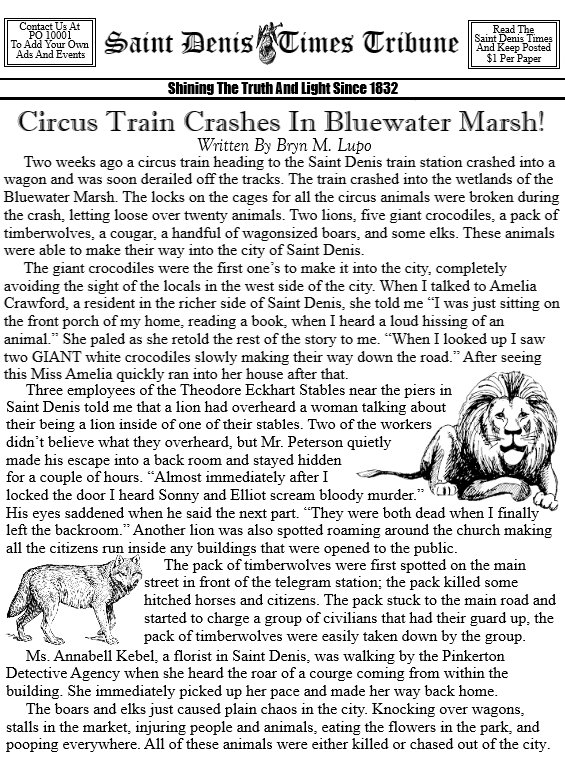 Contact Us At
PO 10001
To Add Your Own
Ads And Events
Saint Denis Times Tribune
Read The
Saint Denis Times
And Keep Posted
$1 Per Paper
Shining The Truth And Light Since 1832
Circus Train Crashes In Bluewater Marsh!
Written By Bryn M. Lupo
Two weeks ago a circus train heading to the Saint Denis train station crashed into a
wagon and was soon derailed off the tracks. The train crashed into the wetlands of the
Bluewater Marsh. The locks on the cages for all the circus animals were broken during
the crash, letting loose over twenty animals. Two lions, five giant crocodiles, a pack of
timberwolves, a cougar, a handful of wagonsized boars, and some elks. These animals
were able to make their way into the city of Saint Denis.
The giant crocodiles were the first one's to make it into the city, completely
avoiding the sight of the locals in the west side of the city. When I talked to Amelia
Crawford, a resident in the richer side of Saint Denis, she told me “I was just sitting on
the front porch of my home, reading a book, when I heard a loud hissing of an
animal.” She paled as she retold the rest of the story to me. “When I looked up I saw
two GIANT white crocodiles slowly making their way down the road.” After seeing
this Miss Amelia quickly ran into her house after that.
Three employees of the Theodore Eckhart Stables near the piers in
Saint Denis told me that a lion had overheard a woman talking about
their being a lion inside of one of their stables. Two of the workers
didn't believe what they overheard, but Mr. Peterson quietly
made his escape into a back room and stayed hidden
for a couple of hours. “Almost immediately after I
locked the door I heard Sonny and Elliot scream bloody murder.”
His eyes saddened when he said the next part. “They were both dead when I finally
left the backroom.” Another lion was also spotted roaming around the church making
all the citizens run inside any buildings that were opened to the public.
The pack of timberwolves were first spotted on the main
street in front of the telegram station; the pack killed some
hitched horses and citizens. The pack stuck to the main road and
started to charge a group of civilians that had their guard up, the
pack of timberwolves were easily taken down by the group.
Ms. Annabell Kebel, a florist in Saint Denis, was walking by the Pinkerton
Detective Agency when she heard the roar of a courge coming from within the
building. She immediately picked up her pace and made her way back home.
The boars and elks just caused plain chaos in the city. Knocking over wagons,
stalls in the market, injuring people and animals, eating the flowers in the park, and
pooping everywhere. All of these animals were either killed or chased out of the city.